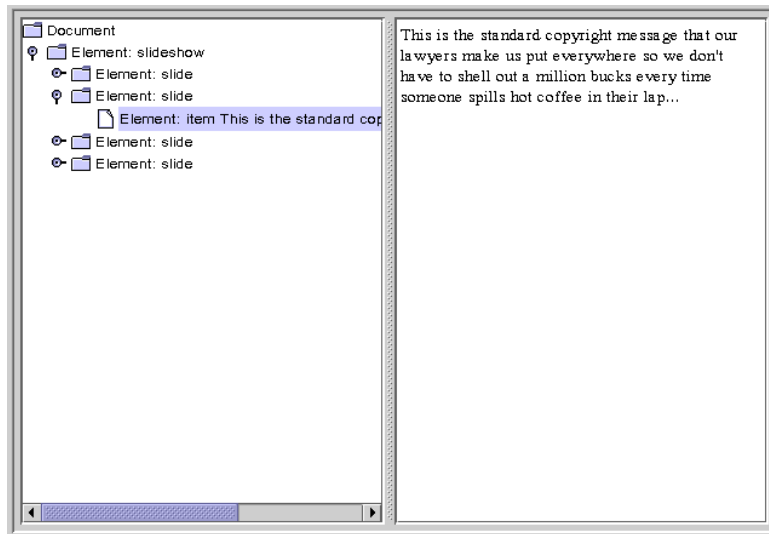 Document
Element: slideshow
Element: slide
Element: slide
Element: item This is the standard cop
Element: slide
Element: slide
This is the standard copyright message that our
lawyers make us put everywhere so we don't
have to shell out a million bucks every time
someone spills hot coffee in their lap...